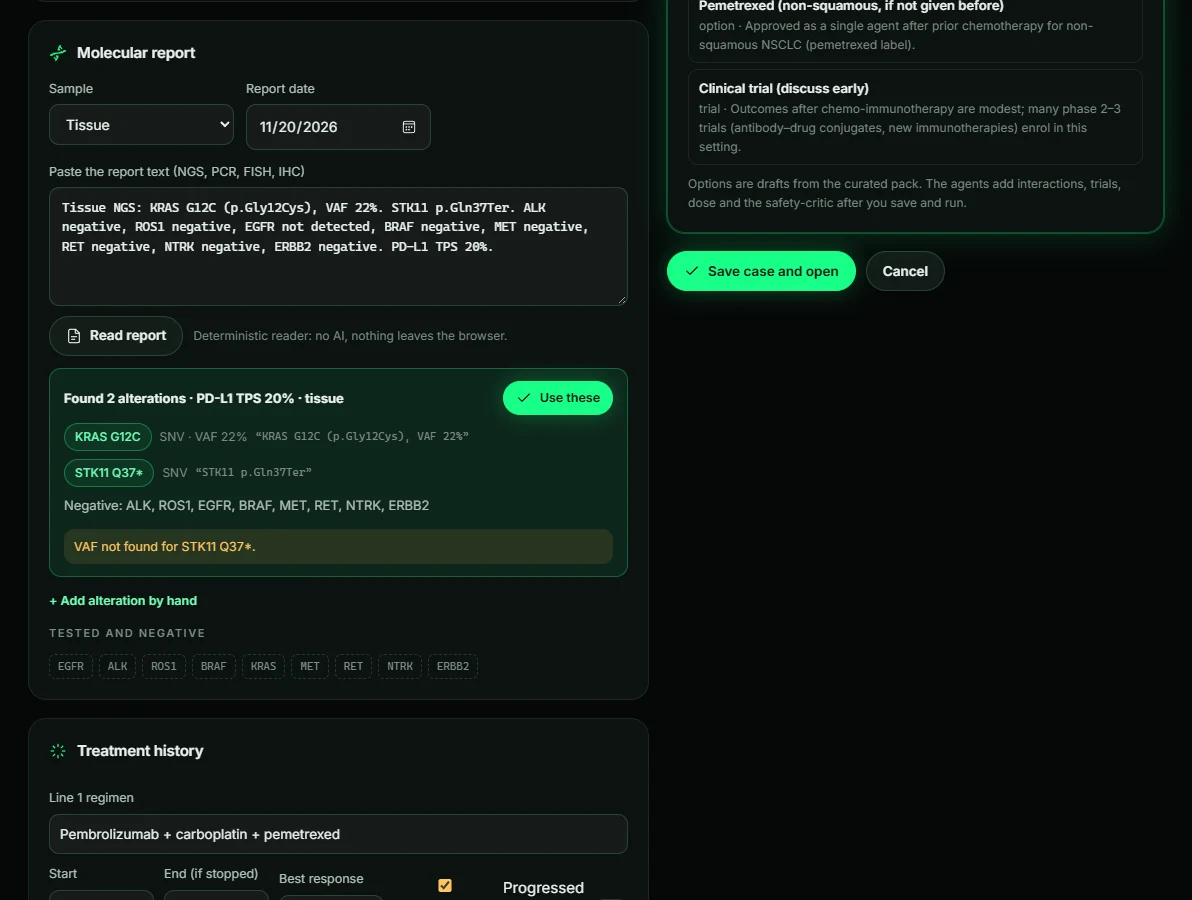 Molecular report
Sample
Report date
Tissue
11/20/2026
Paste the report text (NGS, PCR, FISH, IHC)
Tissue NGS: KRAS G12C (p.Gly12Cys), VAF 22%. STK11 p.Gln37Ter. ALK
negative, ROS1 negative, EGFR not detected, BRAF negative, MET negative,
RET negative, NTRK negative, ERBB2 negative. PD-L1 TPS 20%.
Read report
Deterministic reader: no AI, nothing leaves the browser.
Found 2 alterations · PD-L1 TPS 20% · tissue
Use these
KRAS G12C SNV · VAF 22% “KRAS G12C (p.Gly12Cys), VAF 22%”
STK11 Q37* SNV “STK11 p.Gln37Ter”
Negative: ALK, ROS1, EGFR, BRAF, MET, RET, NTRK, ERBB2
VAF not found for STK11 Q37*.
+ Add alteration by hand
TESTED AND NEGATIVE
EGFR ALK ROS1 BRAF KRAS MET RET NTRK ERBB2
Treatment history
Line 1 regimen
Pembrolizumab + carboplatin + pemetrexed
Start
End (if stopped)
Best response
Progressed
Pemetrexed (non-squamous, if not given before)
option · Approved as a single agent after prior chemotherapy for non-
squamous NSCLC (pemetrexed label).
Clinical trial (discuss early)
trial · Outcomes after chemo-immunotherapy are modest; many phase 2–3
trials (antibody–drug conjugates, new immunotherapies) enrol in this
setting.
Options are drafts from the curated pack. The agents add interactions, trials,
dose and the safety-critic after you save and run.
Save case and open
Cancel